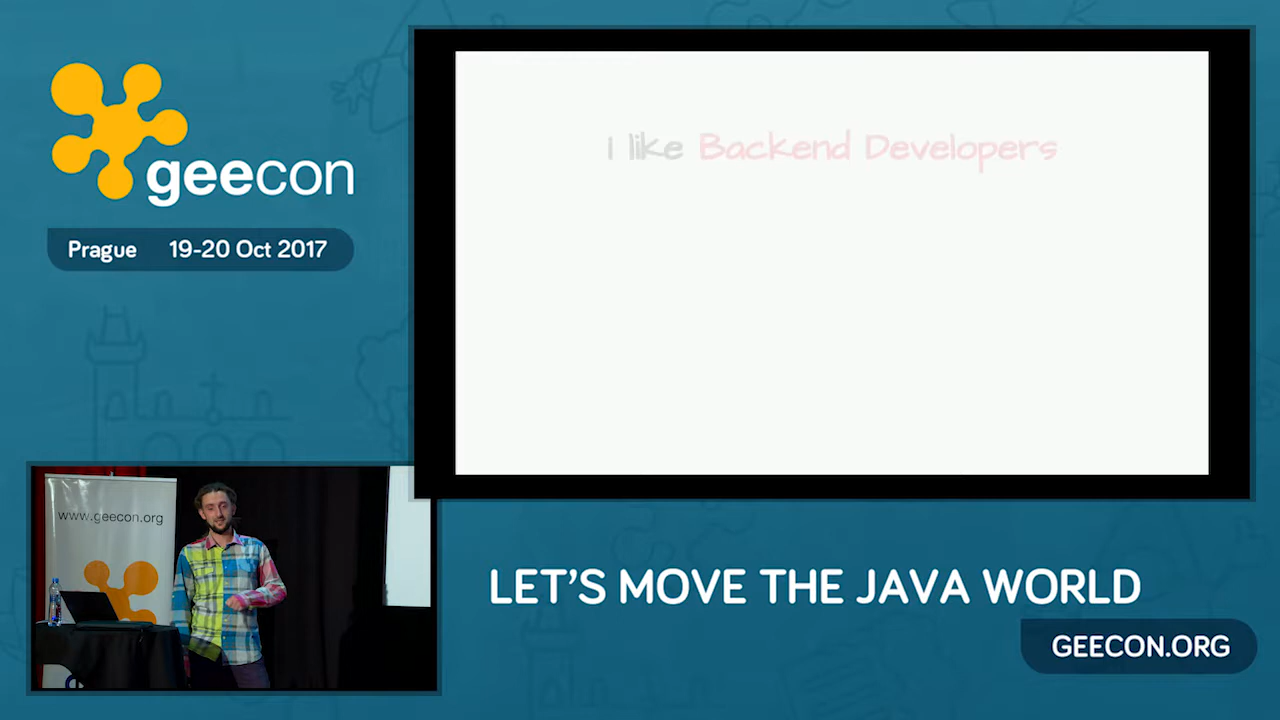 geecon
Prague 19-20 Oct 2017
I like Backend Developers
www.geecon.org
LET'S MOVE THE JAVA WORLD
GEECON.ORG